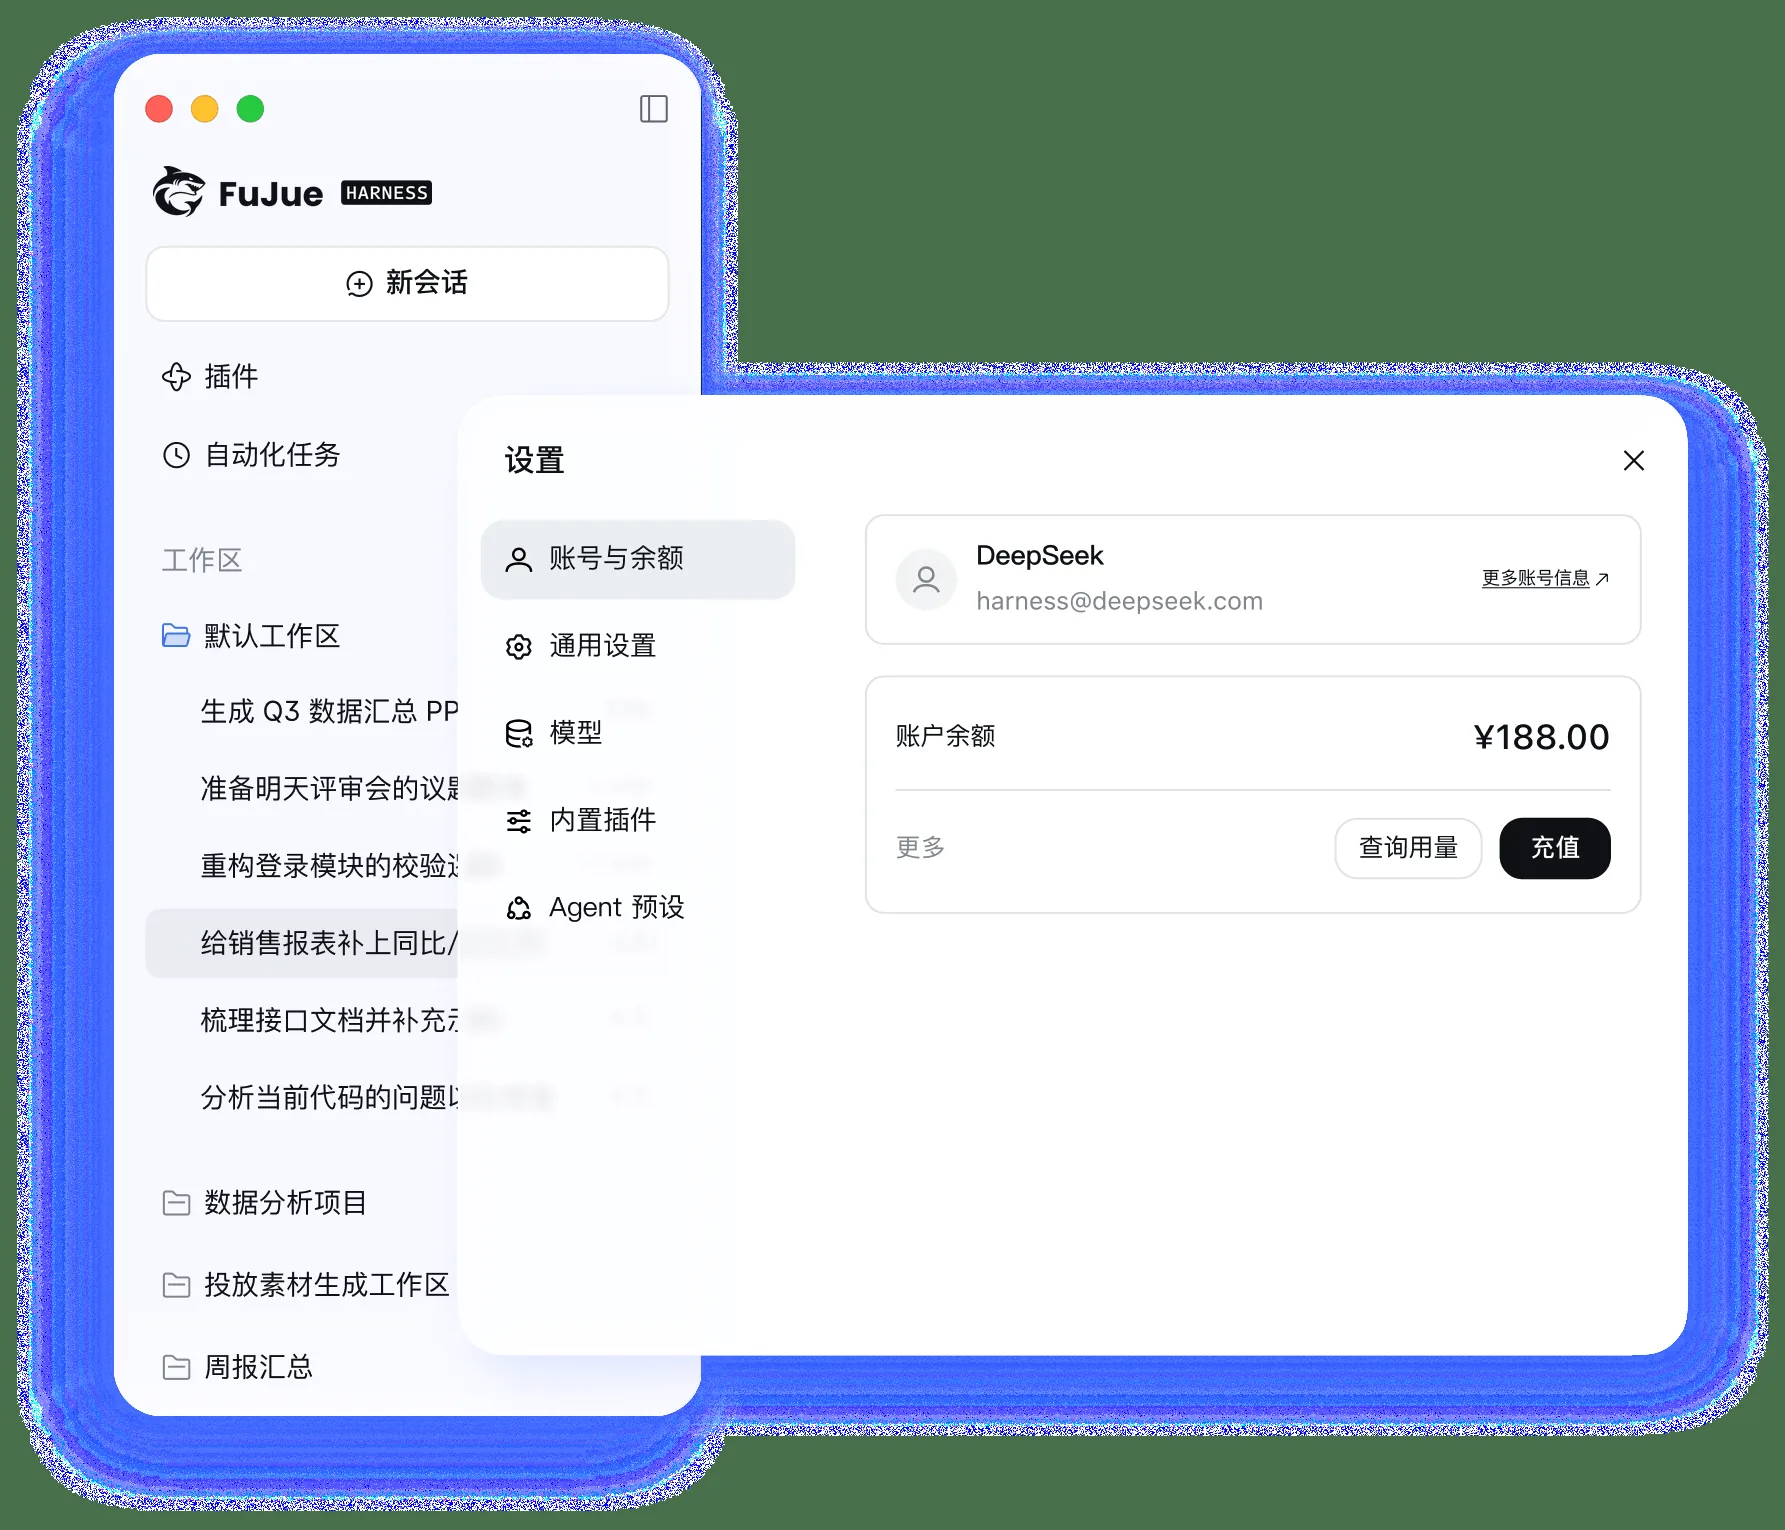 FuJue HARNESS
新会话
插件
自动化任务
工作区
默认工作区
生成 Q3 数据汇总 PP
准备明天评审会的议题
重构登录模块的校验
给销售报表补上同比/
梳理接口文档并补充
分析当前代码的问题
数据分析项目
投放素材生成工作区
周报汇总
设置
账号与余额
通用设置
模型
内置插件
Agent 预设
DeepSeek
harness@deepseek.com
更多账号信息
账户余额
¥188.00
更多
查询用量
充值